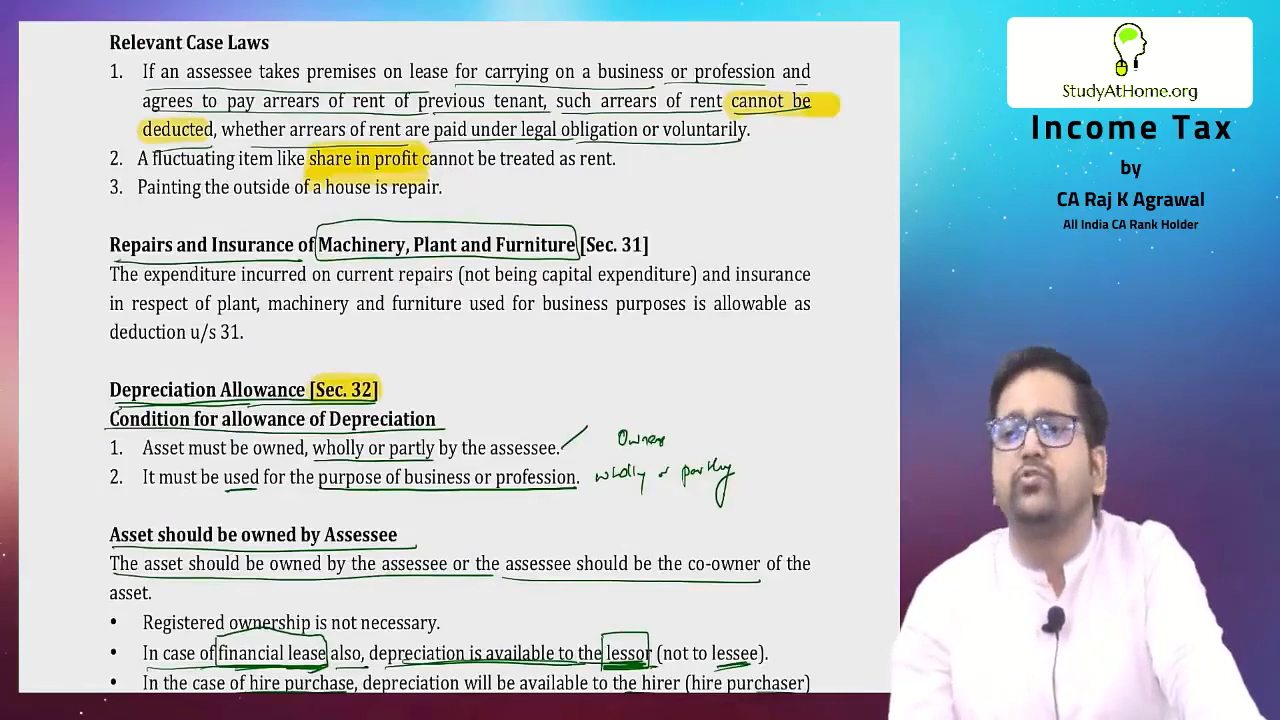 Relevant Case Laws
1. If an assessee takes premises on lease for carrying on a business or profession and
agrees to pay arrears of rent of previous tenant, such arrears of rent cannot be
deducted, whether arrears of rent are paid under legal obligation or voluntarily.
2. A fluctuating item like share in profit cannot be treated as rent.
3. Painting the outside of a house is repair.
Repairs and Insurance of Machinery, Plant and Furniture [Sec. 31]
The expenditure incurred on current repairs (not being capital expenditure) and insurance
in respect of plant, machinery and furniture used for business purposes is allowable as
deduction u/s 31.
Depreciation Allowance [Sec. 32]
Condition for allowance of Depreciation
1. Asset must be owned, wholly or partly by the assessee.
Owner
2. It must be used for the purpose of business or profession.
wholly or partly
Asset should be owned by Assessee
The asset should be owned by the assessee or the assessee should be the co-owner of the
asset.
• Registered ownership is not necessary.
• In case of financial lease also, depreciation is available to the lessor (not to lessee).
• In the case of hire purchase, depreciation will be available to the hirer (hire purchaser)
StudyAtHome.org
Income Tax
by
CA Raj K Agrawal
All India CA Rank Holder